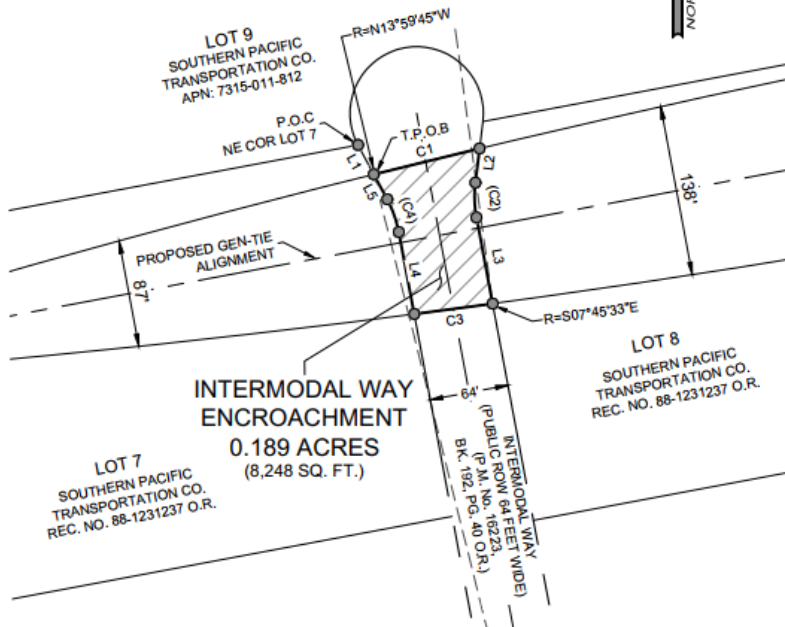 ION
R=N13°59'45"W
LOT 9
SOUTHERN PACIFIC
TRANSPORTATION CO.
APN: 7315-011-812
P.O.C
NE COR LOT 7
T.P.O.B
C1
L1
L2
L5
(C2)
(C4)
138'
PROPOSED GEN-TIE
ALIGNMENT
87'
L4
L3
C3
R=S07°45'33"E
LOT 8
SOUTHERN PACIFIC
TRANSPORTATION CO.
REC. NO. 88-1231237 O.R.
INTERMODAL WAY
ENCROACHMENT
0.189 ACRES
(8,248 SQ. FT.)
64'
LOT 7
SOUTHERN PACIFIC
TRANSPORTATION CO.
REC. NO. 88-1231237 O.R.
INTERMODAL WAY
(PUBLIC ROW 64 FEET WIDE)
(P.M. No. 16223,
BK. 192, PG. 40 O.R.)